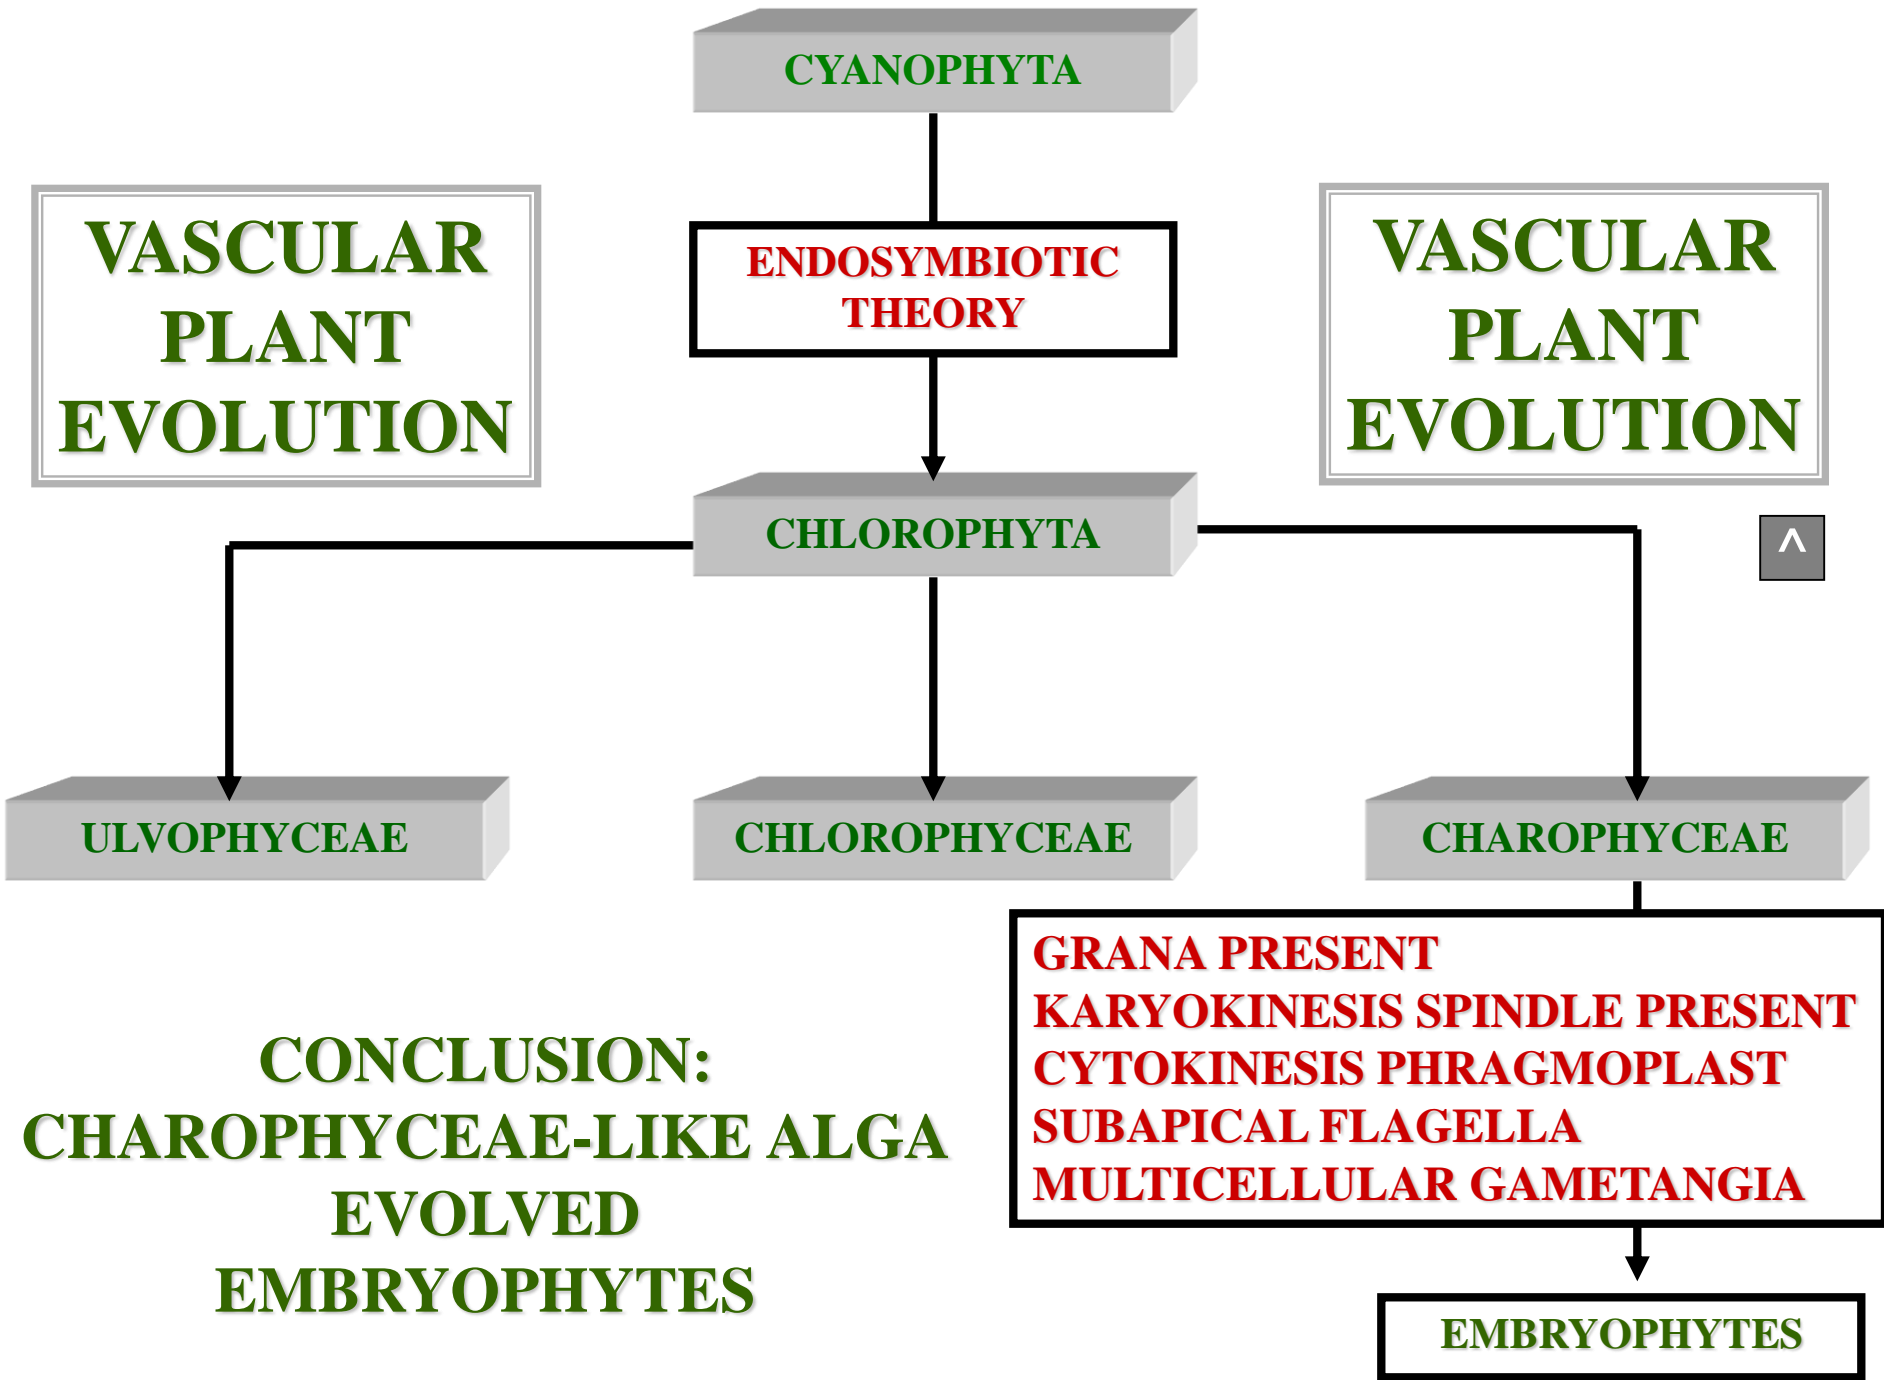 CYANOPHYTA
VASCULAR
PLANT
EVOLUTION
ENDOSYMBIOTIC
THEORY
VASCULAR
PLANT
EVOLUTION
CHLOROPHYTA
^
ULVOPHYCEAE
CHLOROPHYCEAE
CHAROPHYCEAE
GRANA PRESENT
KARYOKINESIS SPINDLE PRESENT
CYTOKINESIS PHRAGMOPLAST
SUBAPICAL FLAGELLA
MULTICELLULAR GAMETANGIA
CONCLUSION:
CHAROPHYCEAE-LIKE ALGA
EVOLVED
EMBRYOPHYTES
EMBRYOPHYTES